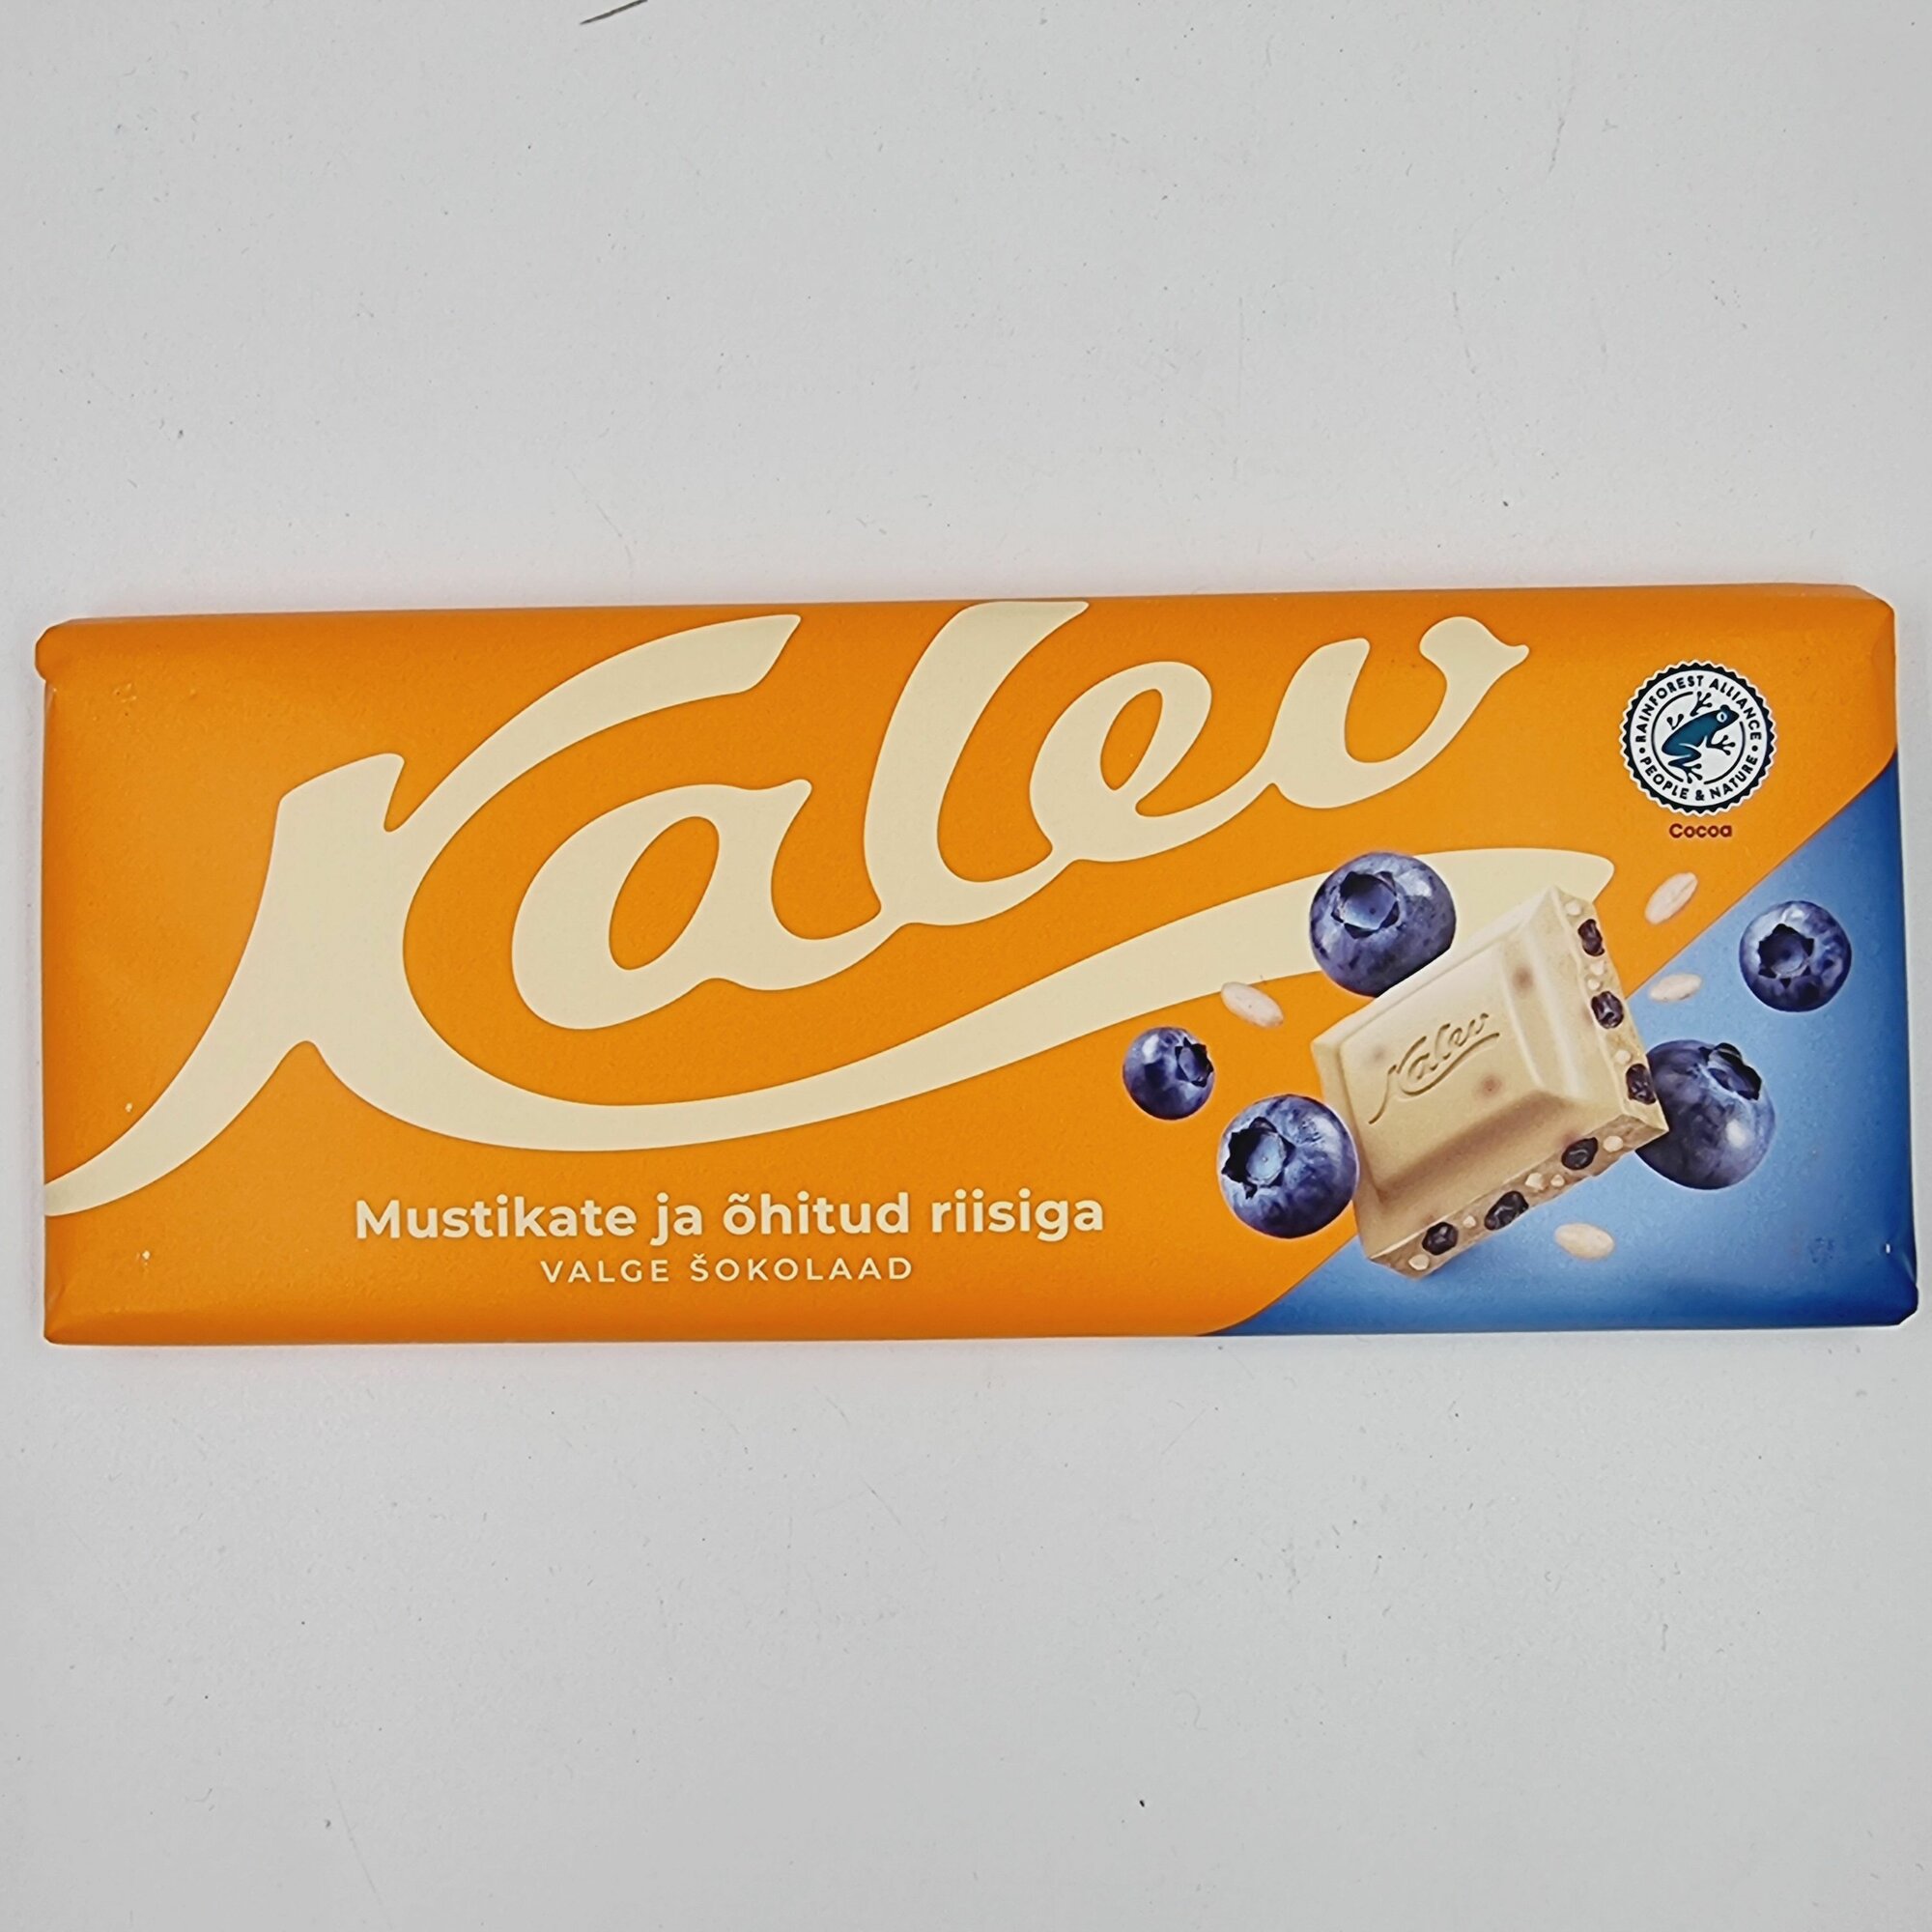 Kalev
RAINFOREST ALLIANCE
PEOPLE & NATURE
Cocoa
Kalev
Mustikate ja õhitud riisiga
VALGE ŠOKOLAAD